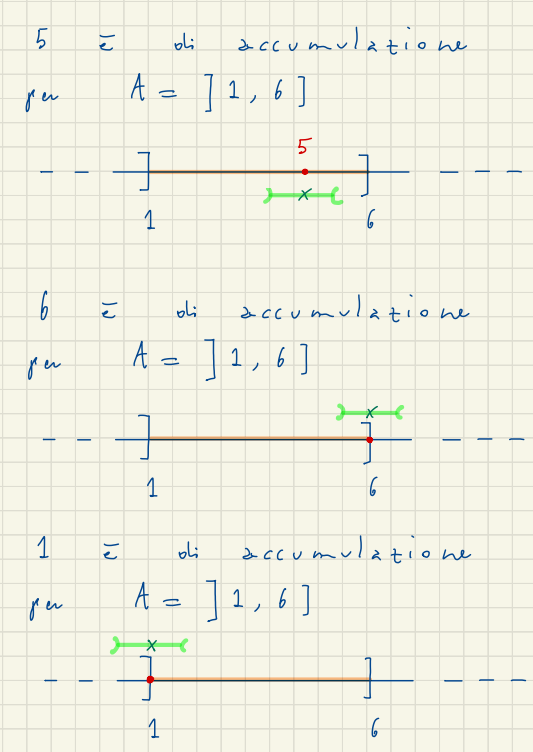 5 è di accumulazione
per A = ] 1 , 6 ]
5
x
1 6
6 è di accumulazione
per A = ] 1 , 6 ]
x
1 6
1 è di accumulazione
per A = ] 1 , 6 ]
x
1 6